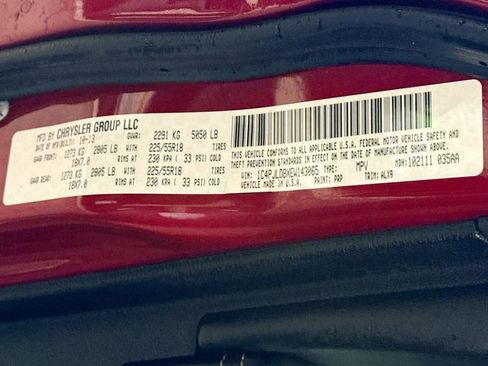 MFD BY CHRYSLER GROUP LLC
DATE OF MFR/BUILT: 10-13 GVWR: 2291 KG 5050 LB
GAWR FRONT: 1273 KG 2805 LB WITH 225/55R18 TIRES
18X7.0 RIMS AT 230 KPA ( 33 PSI) COLD
GAWR REAR: 1273 KG 2805 LB WITH 225/55R18 TIRES
18X7.0 RIMS AT 230 KPA ( 33 PSI) COLD
THIS VEHICLE CONFORMS TO ALL APPLICABLE U.S.A. FEDERAL MOTOR VEHICLE SAFETY AND
THEFT PREVENTION STANDARDS IN EFFECT ON THE DATE OF MANUFACTURE SHOWN ABOVE.
VIN: TYPE: MPV MDH: 102111 035AA
MADE IN U.S.A. PAINT: PRP TRIM: ALX9